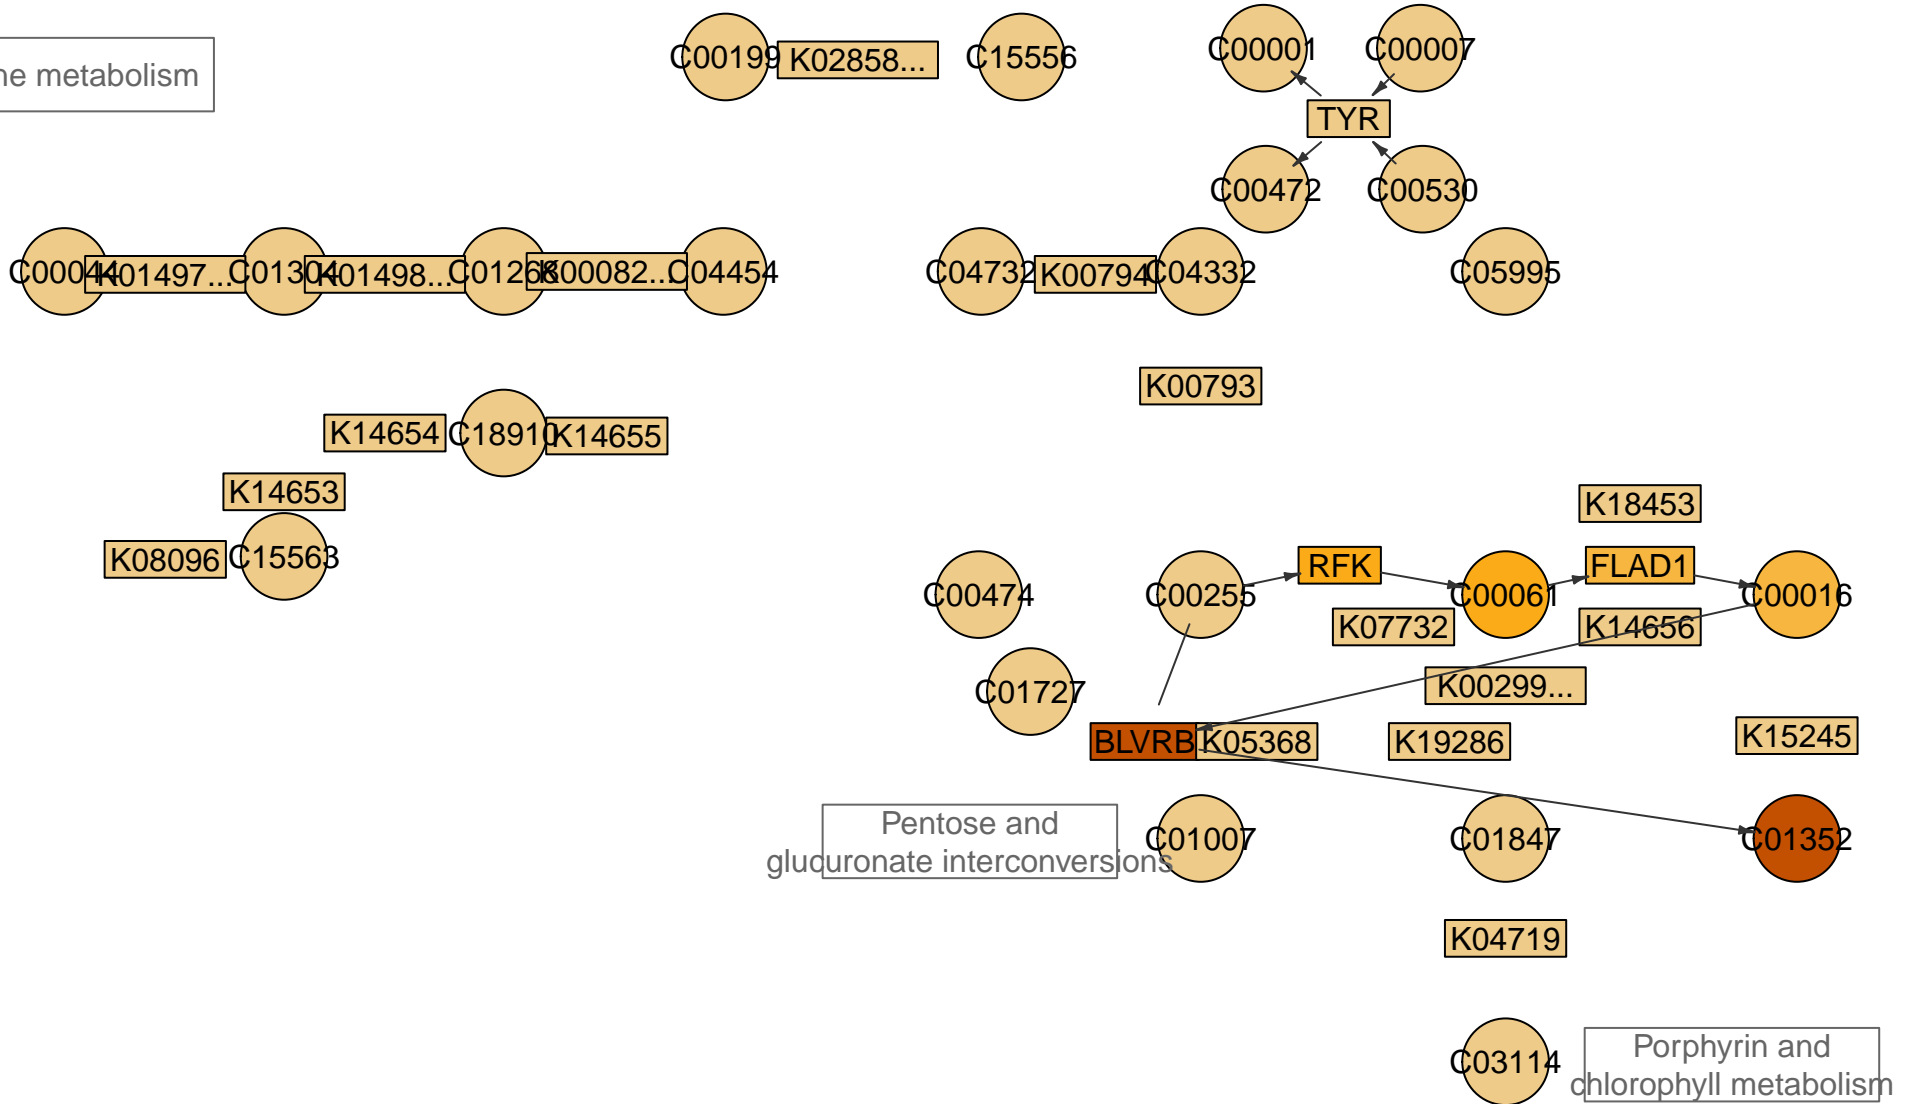 ne metabolism
C00199
K02858...
C15556
C00001
C00007
TYR
C00472
C00530
C00044
K01497...
C01304
K01498...
C01268
K00082...
C04454
C04732
K00794
C04332
C05995
K00793
K14654
C18910
K14655
K14653
K08096
C15563
K18453
C00474
C00255
RFK
C00061
FLAD1
C00016
K07732
K14656
C01727
K00299...
BLVRB
K05368
K19286
K15245
Pentose and
glucuronate interconversions
C01007
C01847
C01352
K04719
C03114
Porphyrin and
chlorophyll metabolism